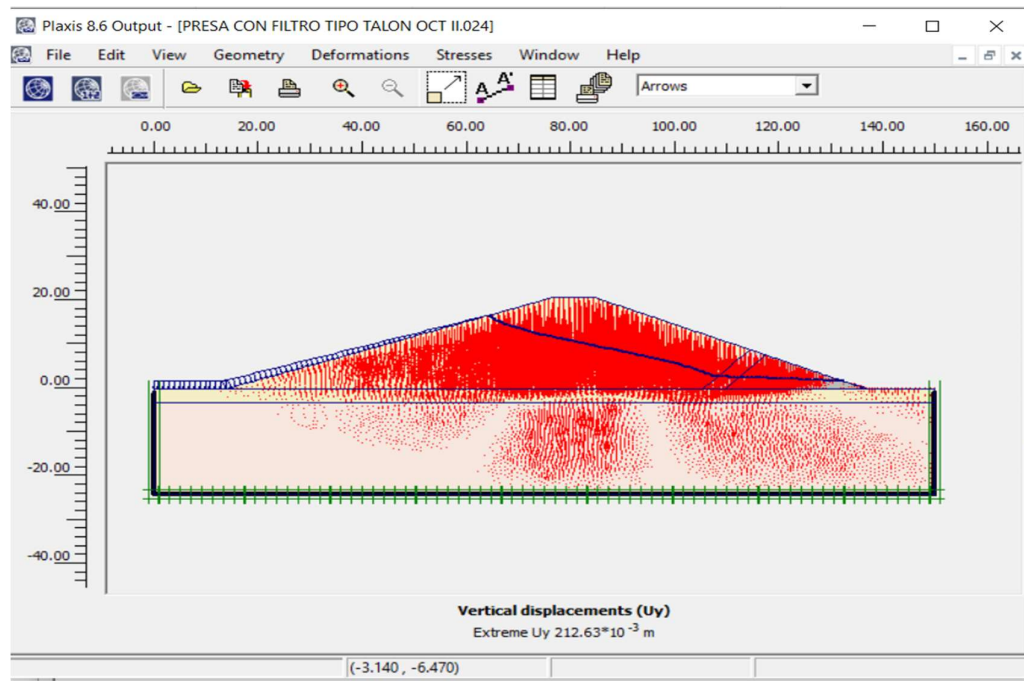 Plaxis 8.6 Output - [PRESA CON FILTRO TIPO TALON OCT II.024]
File Edit View Geometry Deformations Stresses Window Help
A A' Arrows
0.00 20.00 40.00 60.00 80.00 100.00 120.00 140.00 160.00
40.00
20.00
0.00
-20.00
-40.00
Vertical displacements (Uy)
Extreme Uy 212.63*10 -3 m
(-3.140 , -6.470)